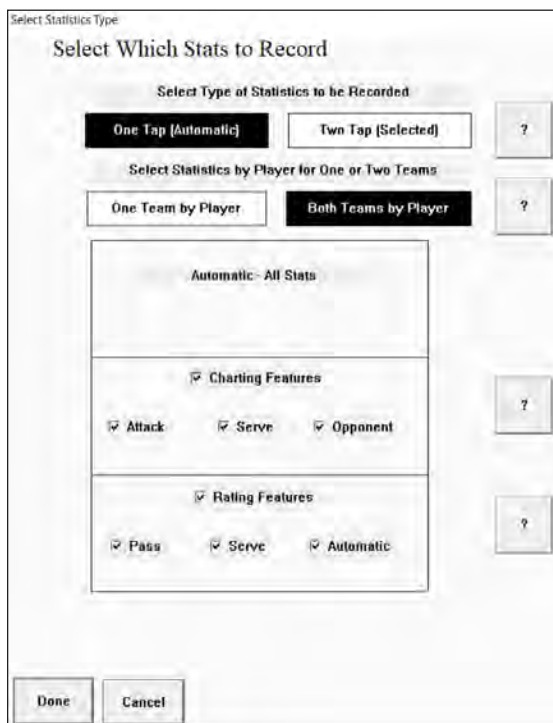 Select Statistics Type
Select Which Stats to Record
Select Type of Statistics to be Recorded
One Tap (Automatic) Two Tap (Selected) ?
Select Statistics by Player for One or Two Teams
One Team by Player Both Teams by Player ?
Automatic - All Stats
Charting Features
Attack Serve Opponent ?
Rating Features
Pass Serve Automatic ?
Done Cancel